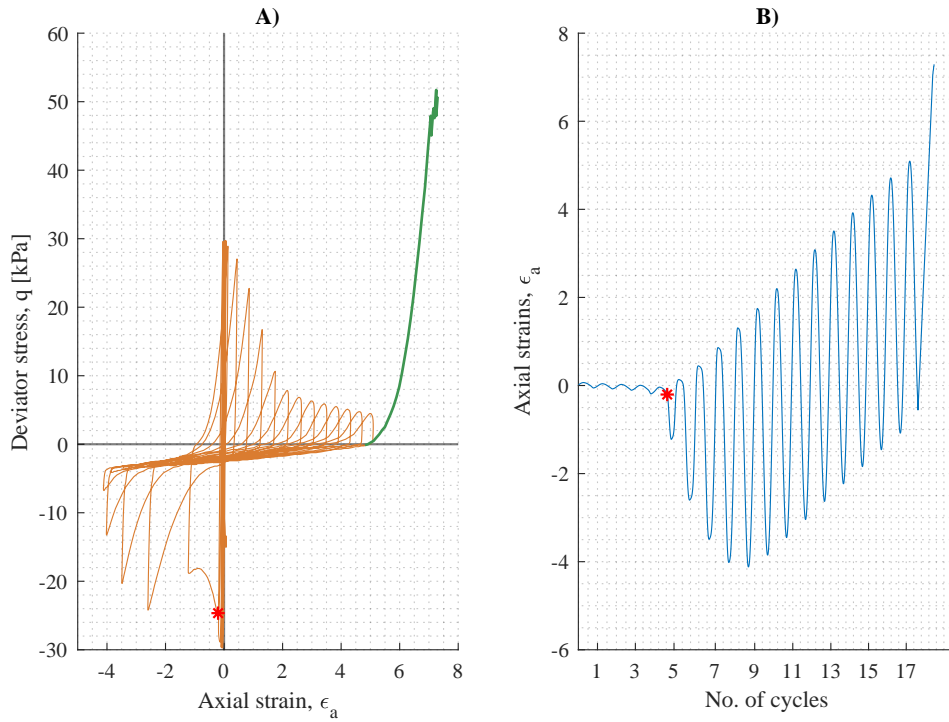 A)
60
50
40
30
20
10
0
-10
-20
-30
Deviator stress, q [kPa]
-4 -2 0 2 4 6 8
Axial strain, ϵa
B)
8
6
4
2
0
-2
-4
-6
Axial strains, ϵa
1 3 5 7 9 11 13 15 17
No. of cycles